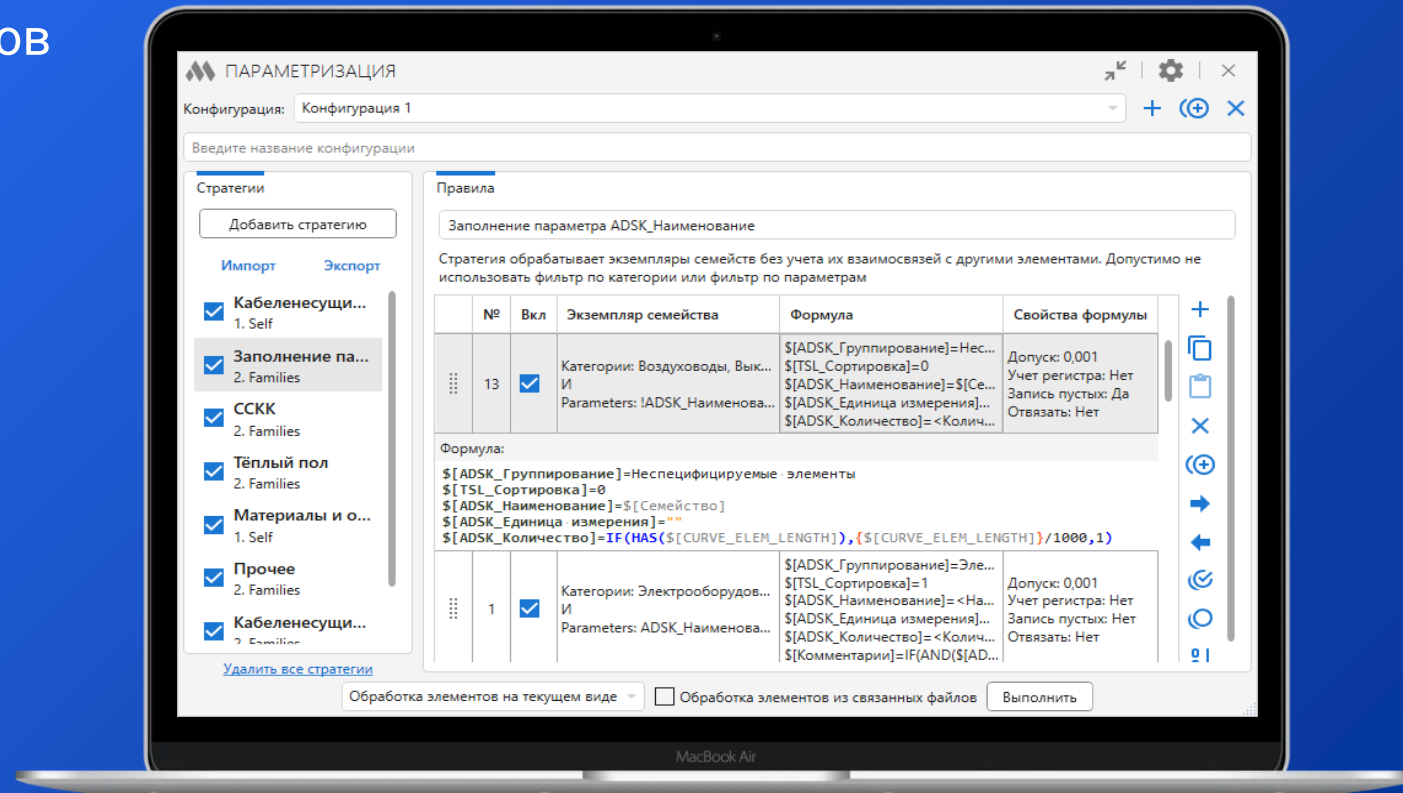 ов
ПАРАМЕТРИЗАЦИЯ
Конфигурация: Конфигурация 1
Введите название конфигурации
Стратегии
Добавить стратегию
Импорт Экспорт
Кабеленесущи...
1. Self
Заполнение па...
2. Families
ССКК
2. Families
Тёплый пол
2. Families
Материалы и о...
1. Self
Прочее
2. Families
Кабеленесущи...
2. Families
Удалить все стратегии
Правила
Заполнение параметра ADSK_Наименование
Стратегия обрабатывает экземпляры семейств без учета их взаимосвязей с другими элементами. Допустимо не
использовать фильтр по категории или фильтр по параметрам
№ Вкл Экземпляр семейства Формула Свойства формулы
13
Категории: Воздуховоды, Вык...
И
Parameters: !ADSK_Наименова...
$[ADSK_Группирование]=Нес...
$[TSL_Сортировка]=0
$[ADSK_Наименование]=$[Се...
$[ADSK_Единица измерения]...
$[ADSK_Количество]=<Колич...
Допуск: 0,001
Учет регистра: Нет
Запись пустых: Да
Отвязать: Нет
Формула:
$[ADSK_Группирование]=Неспецифицируемые·элементы
$[TSL_Сортировка]=0
$[ADSK_Наименование]=$[Семейство]
$[ADSK_Единица·измерения]=""
$[ADSK_Количество]=IF(HAS($[CURVE_ELEM_LENGTH]),{$[CURVE_ELEM_LENGTH]}/1000,1)
1
Категории: Электрооборудов...
И
Parameters: ADSK_Наименова...
$[ADSK_Группирование]=Эле...
$[TSL_Сортировка]=1
$[ADSK_Наименование]=<На...
$[ADSK_Единица измерения]...
$[ADSK_Количество]=<Колич...
$[Комментарии]=IF(AND($[AD...
Допуск: 0,001
Учет регистра: Нет
Запись пустых: Нет
Отвязать: Нет
Обработка элементов на текущем виде Обработка элементов из связанных файлов Выполнить
MacBook Air